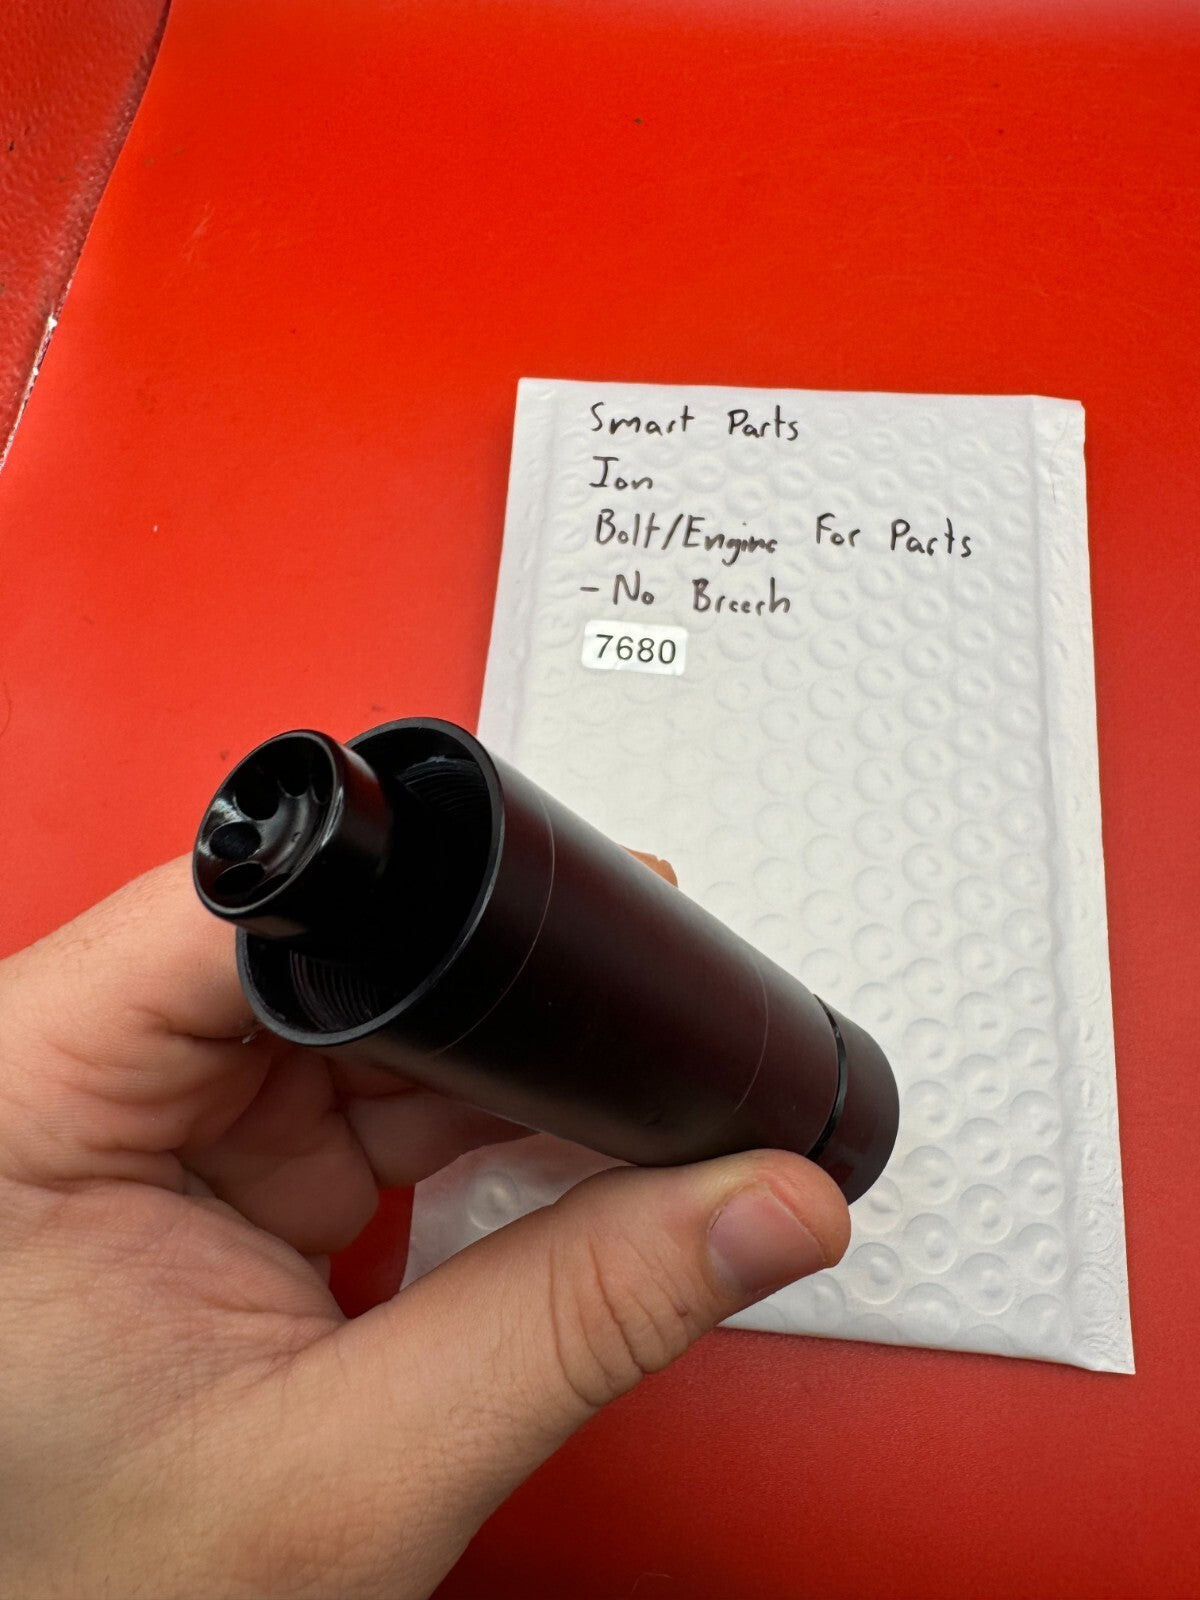 Smart Parts
Ion
Bolt/Engine For Parts
- No Breech
7680